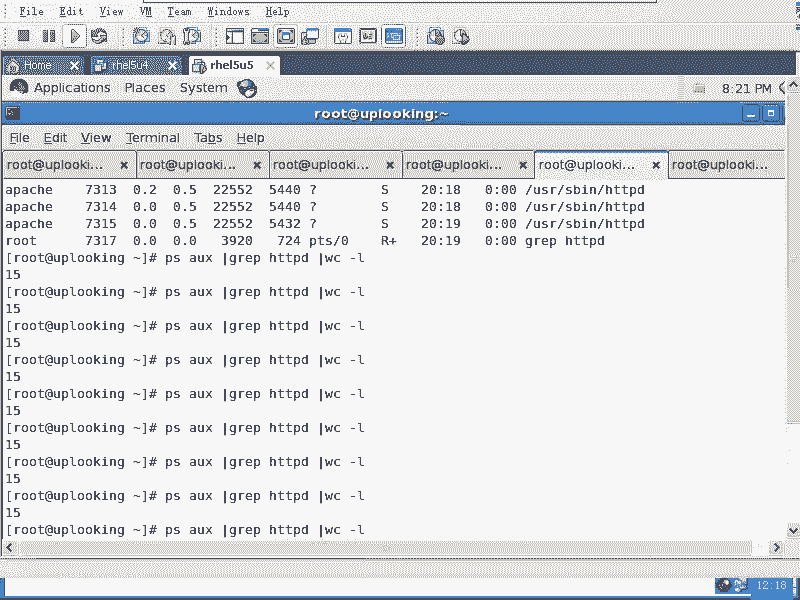 File Edit View VM Team Windows Help
Home rhel5u4 rhel5u5
Applications Places System 8:21 PM
root@uplooking:~
File Edit View Terminal Tabs Help
root@uplooki... root@uplooki... root@uplooki... root@uplooki... root@uplooki... root@uplooki...
apache 7313 0.2 0.5 22552 5440 ? S 20:18 0:00 /usr/sbin/httpd
apache 7314 0.0 0.5 22552 5440 ? S 20:18 0:00 /usr/sbin/httpd
apache 7315 0.0 0.5 22552 5432 ? S 20:19 0:00 /usr/sbin/httpd
root 7317 0.0 0.0 3920 724 pts/0 R+ 20:19 0:00 grep httpd
[root@uplooking ~]# ps aux |grep httpd |wc -l
15
[root@uplooking ~]# ps aux |grep httpd |wc -l
15
[root@uplooking ~]# ps aux |grep httpd |wc -l
15
[root@uplooking ~]# ps aux |grep httpd |wc -l
15
[root@uplooking ~]# ps aux |grep httpd |wc -l
15
[root@uplooking ~]# ps aux |grep httpd |wc -l
15
[root@uplooking ~]# ps aux |grep httpd |wc -l
15
[root@uplooking ~]# ps aux |grep httpd |wc -l
15
[root@uplooking ~]# ps aux |grep httpd |wc -l
12:18